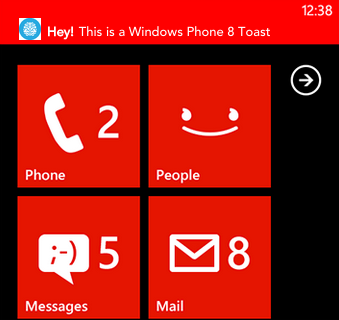 12:38
Hey! This is a Windows Phone 8 Toast
2
Phone
People
;-) 5
Messages
8
Mail